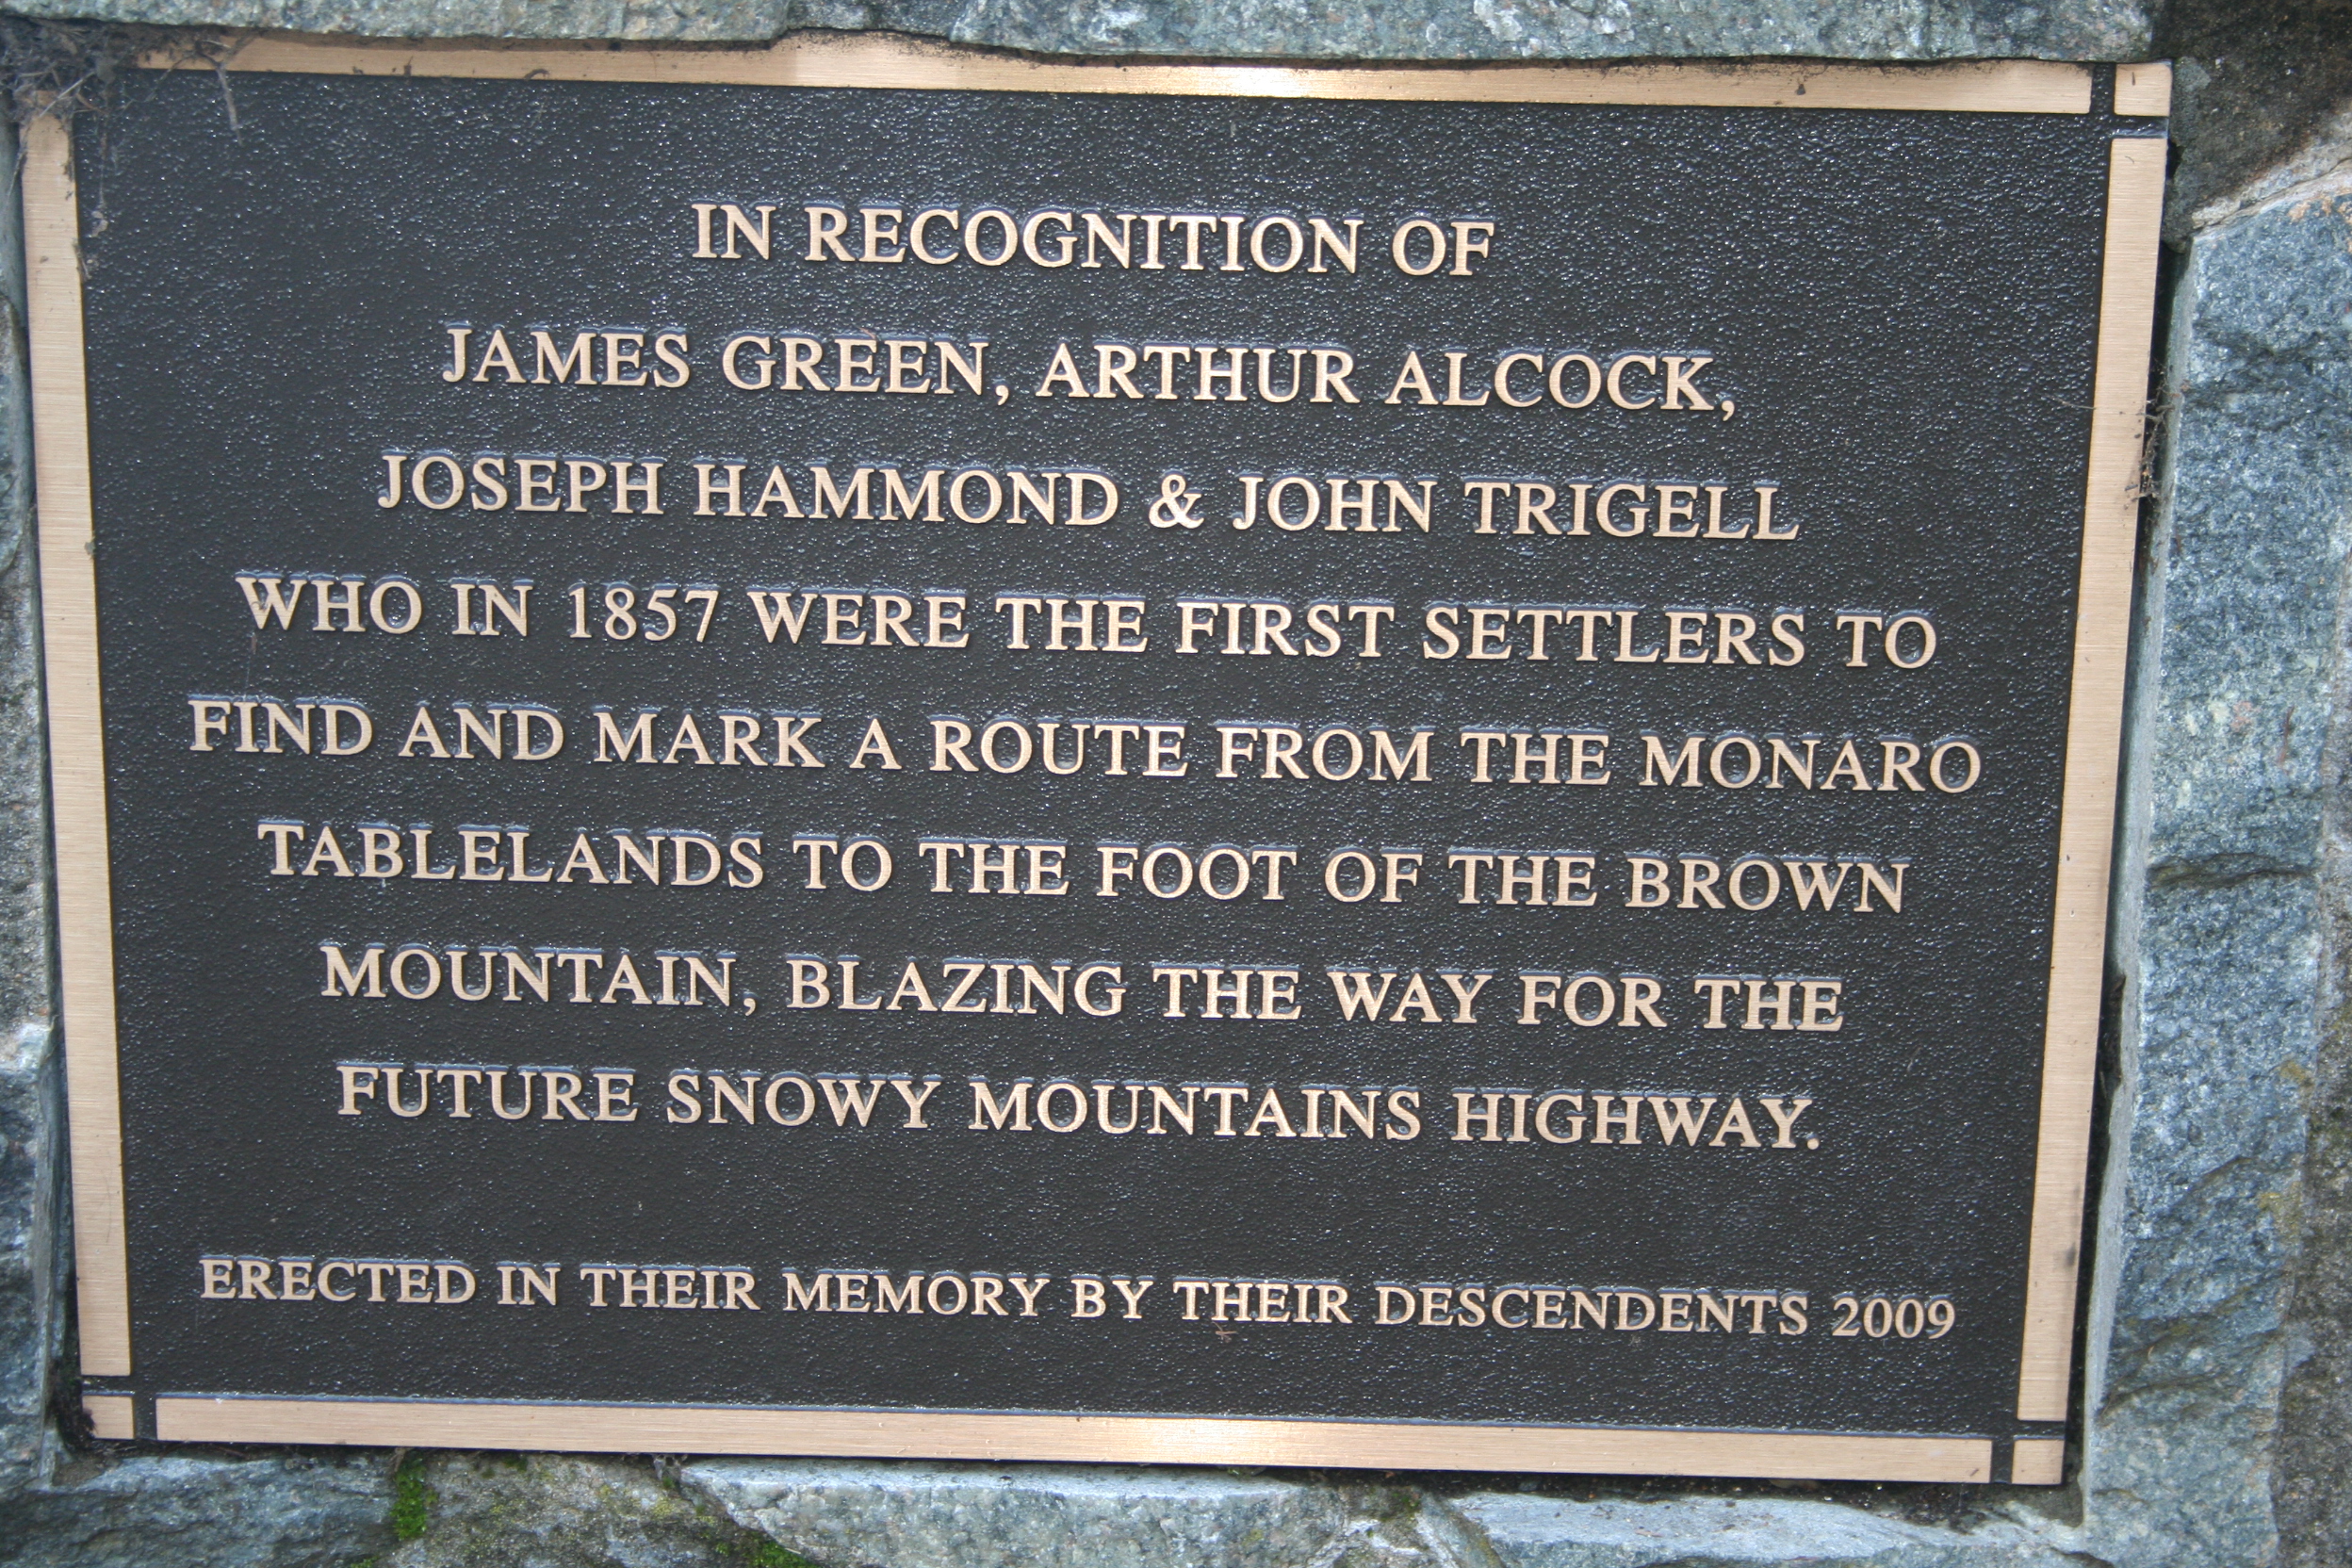 IN RECOGNITION OF
JAMES GREEN, ARTHUR ALCOCK,
JOSEPH HAMMOND & JOHN TRIGELL
WHO IN 1857 WERE THE FIRST SETTLERS TO
FIND AND MARK A ROUTE FROM THE MONARO
TABLELANDS TO THE FOOT OF THE BROWN
MOUNTAIN, BLAZING THE WAY FOR THE
FUTURE SNOWY MOUNTAINS HIGHWAY.
ERECTED IN THEIR MEMORY BY THEIR DESCENDENTS 2009